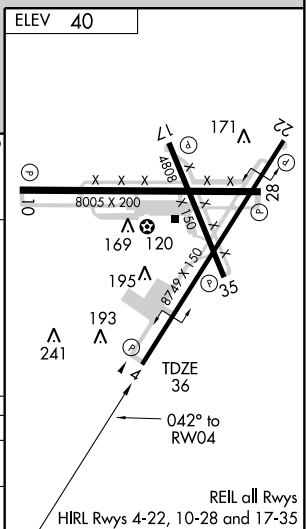 ELEV 40
171
22
17
P
P
P
4808 X 150
10
8005 X 200
28
P
169
120
195
8749 X 150
P
35
193
241
P
4
TDZE
36
042° to
RW04
REIL all Rwys
HIRL Rwys 4-22, 10-28 and 17-35